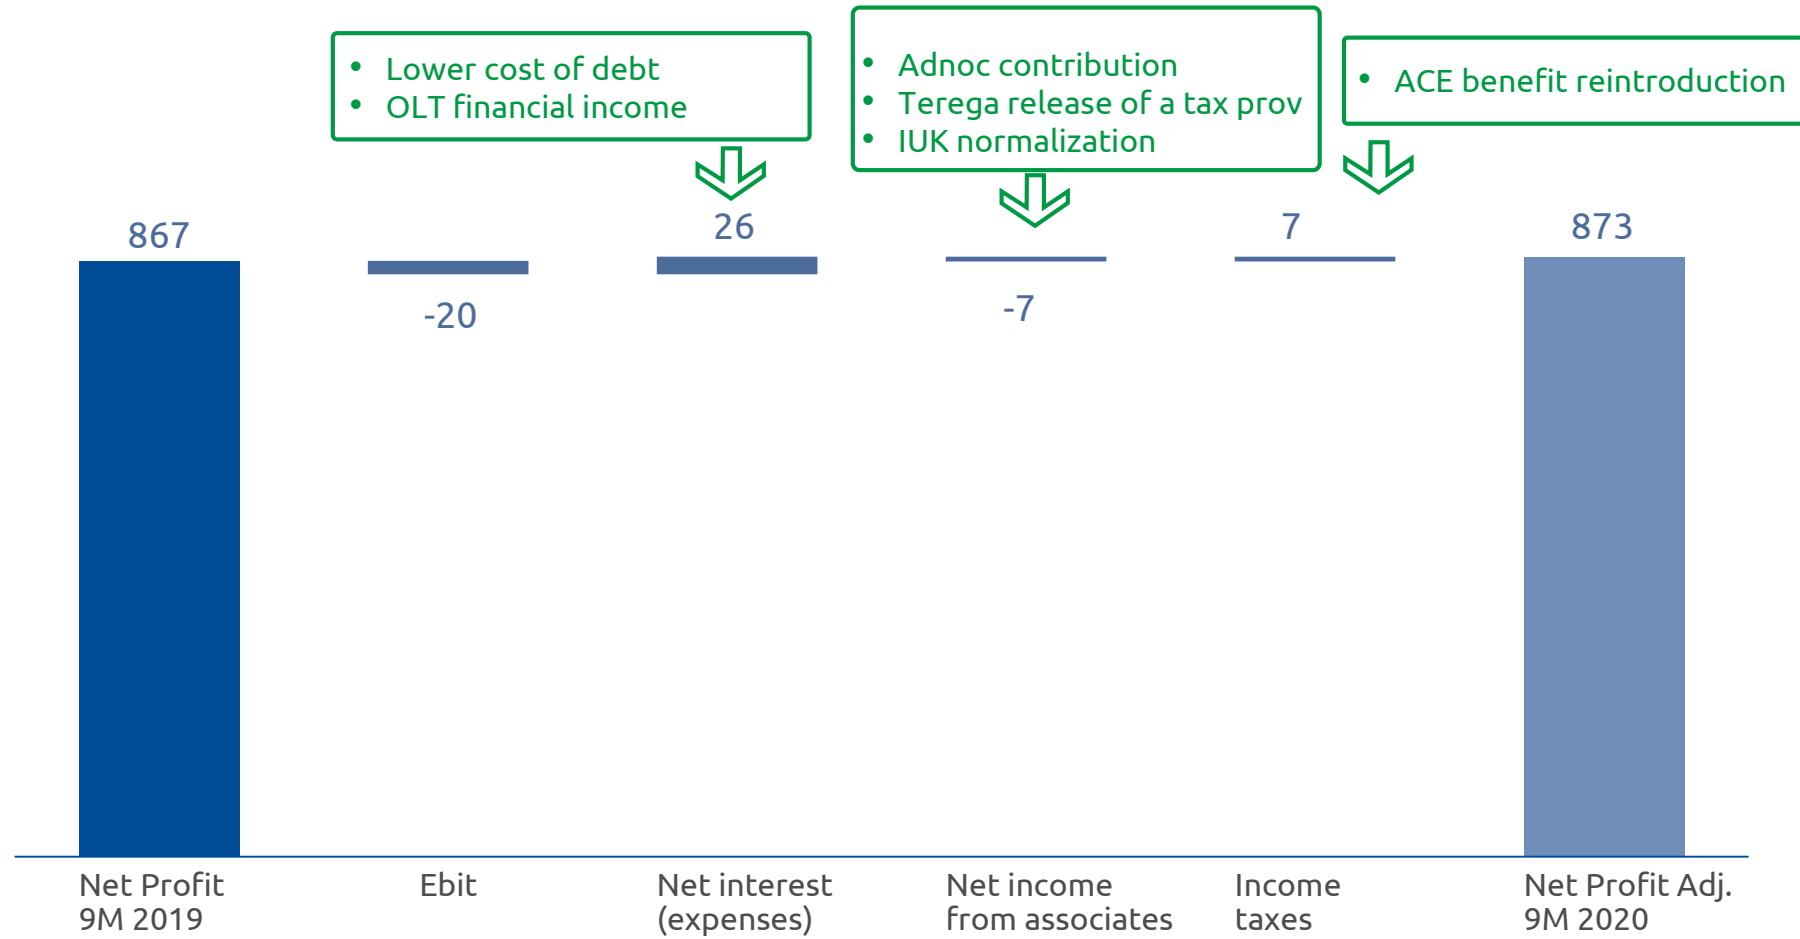 • Lower cost of debt
• OLT financial income
• Adnoc contribution
• Terega release of a tax prov
• IUK normalization
• ACE benefit reintroduction
867
-20
26
-7
7
873
Net Profit
9M 2019
Ebit
Net interest
(expenses)
Net income
from associates
Income
taxes
Net Profit Adj.
9M 2020